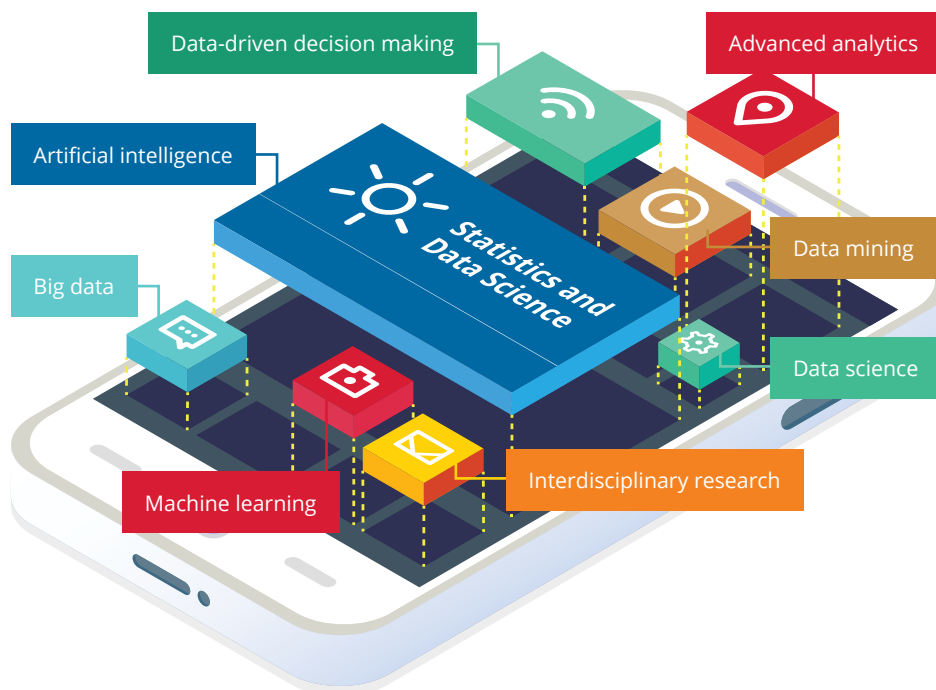 Data-driven decision making
Advanced analytics
Artificial intelligence
Statistics and
Data Science
Data mining
Big data
Data science
Interdisciplinary research
Machine learning